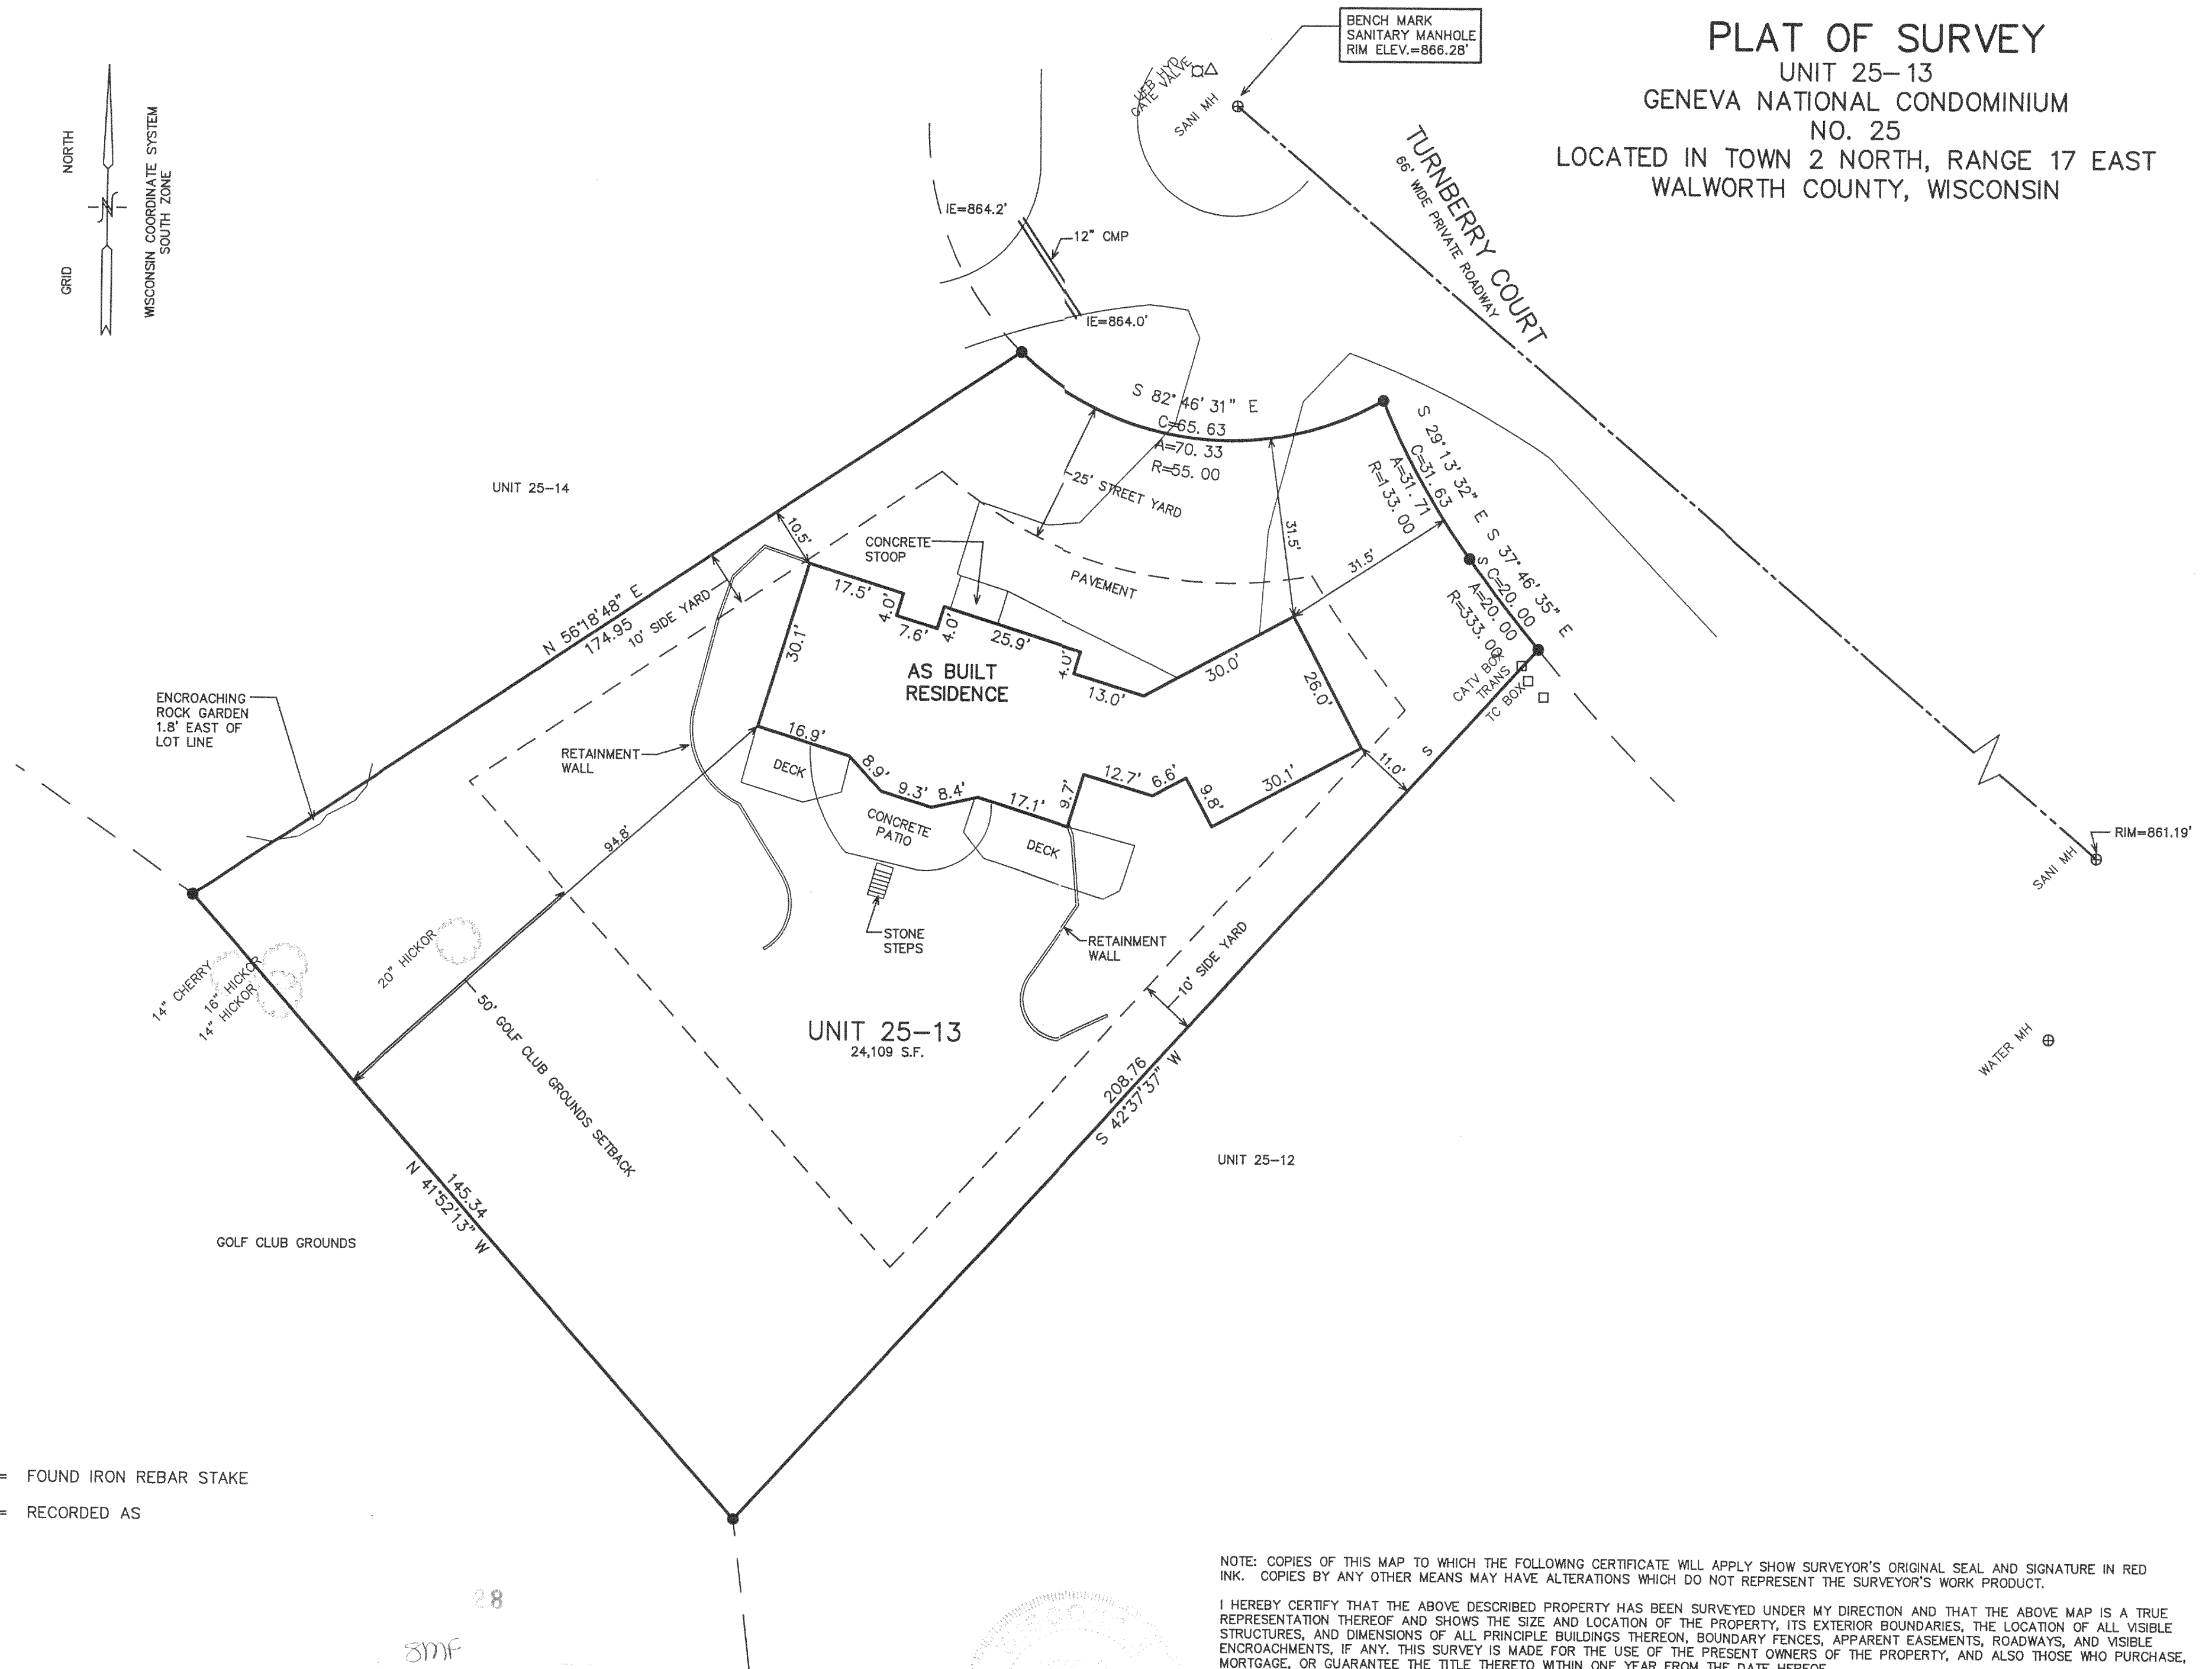 PLAT OF SURVEY
UNIT 25-13
GENEVA NATIONAL CONDOMINIUM
NO. 25
LOCATED IN TOWN 2 NORTH, RANGE 17 EAST
WALWORTH COUNTY, WISCONSIN
BENCH MARK
SANITARY MANHOLE
RIM ELEV.=866.28'
GRID NORTH
WISCONSIN COORDINATE SYSTEM
SOUTH ZONE
HYD
GATE VALVE
SANI MH
TURNBERRY COURT
66' WIDE PRIVATE ROADWAY
IE=864.2'
12" CMP
IE=864.0'
S 82°46'31" E
C=65.63
A=70.33
R=55.00
S 29°13'32" E
C=31.63
A=31.71
R=133.00
S 37°46'35" E
C=20.00
A=20.00
R=333.00
S
25' STREET YARD
UNIT 25-14
10.5'
CONCRETE
STOOP
PAVEMENT
31.5'
31.5'
N 56°18'48" E
174.95
10' SIDE YARD
17.5'
4.0'
7.6'
4.0'
25.9'
4.0'
13.0'
30.0'
26.0'
30.1'
AS BUILT
RESIDENCE
CATV BOX
TRANS
TC BOX
S
ENCROACHING
ROCK GARDEN
1.8' EAST OF
LOT LINE
RETAINMENT
WALL
16.9'
DECK
8.9'
9.3'
8.4'
17.1'
9.7'
12.7'
6.6'
9.8'
30.1'
11.0'
CONCRETE
PATIO
DECK
94.8'
RIM=861.19'
SANI MH
STONE
STEPS
RETAINMENT
WALL
10' SIDE YARD
20" HICKOR
14" CHERRY
16" HICKOR
14" HICKOR
50' GOLF CLUB GROUNDS SETBACK
UNIT 25-13
24,109 S.F.
WATER MH
208.76
S 42°37'37" W
UNIT 25-12
145.34
N 41°52'13" W
GOLF CLUB GROUNDS
= FOUND IRON REBAR STAKE
= RECORDED AS
28
SMF
NOTE: COPIES OF THIS MAP TO WHICH THE FOLLOWING CERTIFICATE WILL APPLY SHOW SURVEYOR'S ORIGINAL SEAL AND SIGNATURE IN RED
INK. COPIES BY ANY OTHER MEANS MAY HAVE ALTERATIONS WHICH DO NOT REPRESENT THE SURVEYOR'S WORK PRODUCT.
I HEREBY CERTIFY THAT THE ABOVE DESCRIBED PROPERTY HAS BEEN SURVEYED UNDER MY DIRECTION AND THAT THE ABOVE MAP IS A TRUE
REPRESENTATION THEREOF AND SHOWS THE SIZE AND LOCATION OF THE PROPERTY, ITS EXTERIOR BOUNDARIES, THE LOCATION OF ALL VISIBLE
STRUCTURES, AND DIMENSIONS OF ALL PRINCIPLE BUILDINGS THEREON, BOUNDARY FENCES, APPARENT EASEMENTS, ROADWAYS, AND VISIBLE
ENCROACHMENTS, IF ANY. THIS SURVEY IS MADE FOR THE USE OF THE PRESENT OWNERS OF THE PROPERTY, AND ALSO THOSE WHO PURCHASE,
MORTGAGE, OR GUARANTEE THE TITLE THERETO WITHIN ONE YEAR FROM THE DATE HEREOF